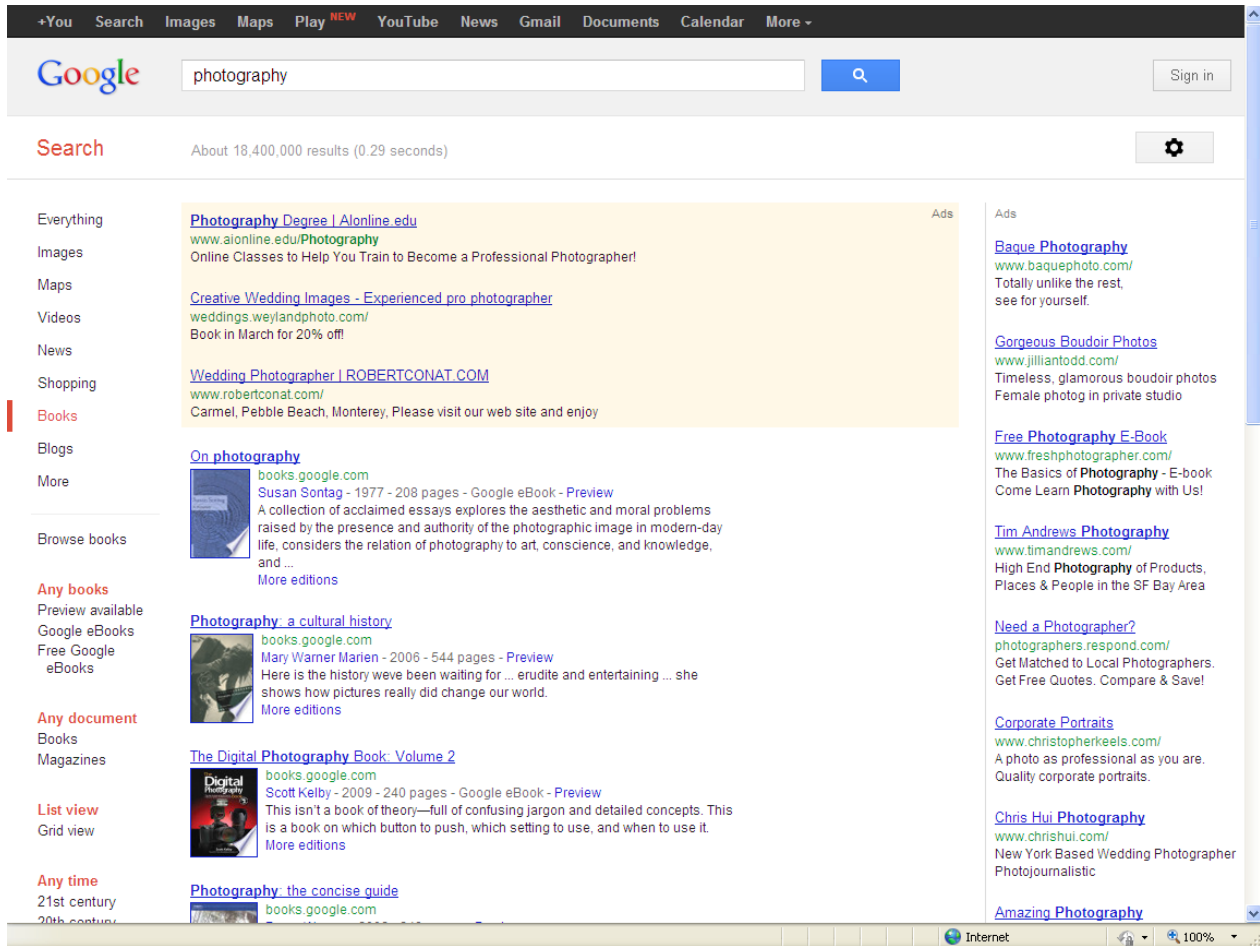 +You Search Images Maps Play NEW YouTube News Gmail Documents Calendar More
Google
photography
Sign in
Search
About 18,400,000 results (0.29 seconds)
Everything
Images
Maps
Videos
News
Shopping
Books
Blogs
More
Browse books
Any books
Preview available
Google eBooks
Free Google
eBooks
Any document
Books
Magazines
List view
Grid view
Any time
21st century
20th century
Ads
Photography Degree | AIonline.edu
www.aionline.edu/Photography
Online Classes to Help You Train to Become a Professional Photographer!
Creative Wedding Images - Experienced pro photographer
weddings.weylandphoto.com/
Book in March for 20% off!
Wedding Photographer | ROBERTCONAT.COM
www.robertconat.com/
Carmel, Pebble Beach, Monterey, Please visit our web site and enjoy
On photography
books.google.com
Susan Sontag - 1977 - 208 pages - Google eBook - Preview
A collection of acclaimed essays explores the aesthetic and moral problems
raised by the presence and authority of the photographic image in modern-day
life, considers the relation of photography to art, conscience, and knowledge,
and ...
More editions
Photography: a cultural history
books.google.com
Mary Warner Marien - 2006 - 544 pages - Preview
Here is the history weve been waiting for ... erudite and entertaining ... she
shows how pictures really did change our world.
More editions
The Digital Photography Book: Volume 2
Digital
Photography
books.google.com
Scott Kelby - 2009 - 240 pages - Google eBook - Preview
This isn't a book of theory—full of confusing jargon and detailed concepts. This
is a book on which button to push, which setting to use, and when to use it.
More editions
Photography: the concise guide
books.google.com
Ads
Baque Photography
www.baquephoto.com/
Totally unlike the rest,
see for yourself.
Gorgeous Boudoir Photos
www.jilliantodd.com/
Timeless, glamorous boudoir photos
Female photog in private studio
Free Photography E-Book
www.freshphotographer.com/
The Basics of Photography - E-book
Come Learn Photography with Us!
Tim Andrews Photography
www.timandrews.com/
High End Photography of Products,
Places & People in the SF Bay Area
Need a Photographer?
photographers.respond.com/
Get Matched to Local Photographers.
Get Free Quotes. Compare & Save!
Corporate Portraits
www.christopherkeels.com/
A photo as professional as you are.
Quality corporate portraits.
Chris Hui Photography
www.chrishui.com/
New York Based Wedding Photographer
Photojournalistic
Amazing Photography
Internet
100%